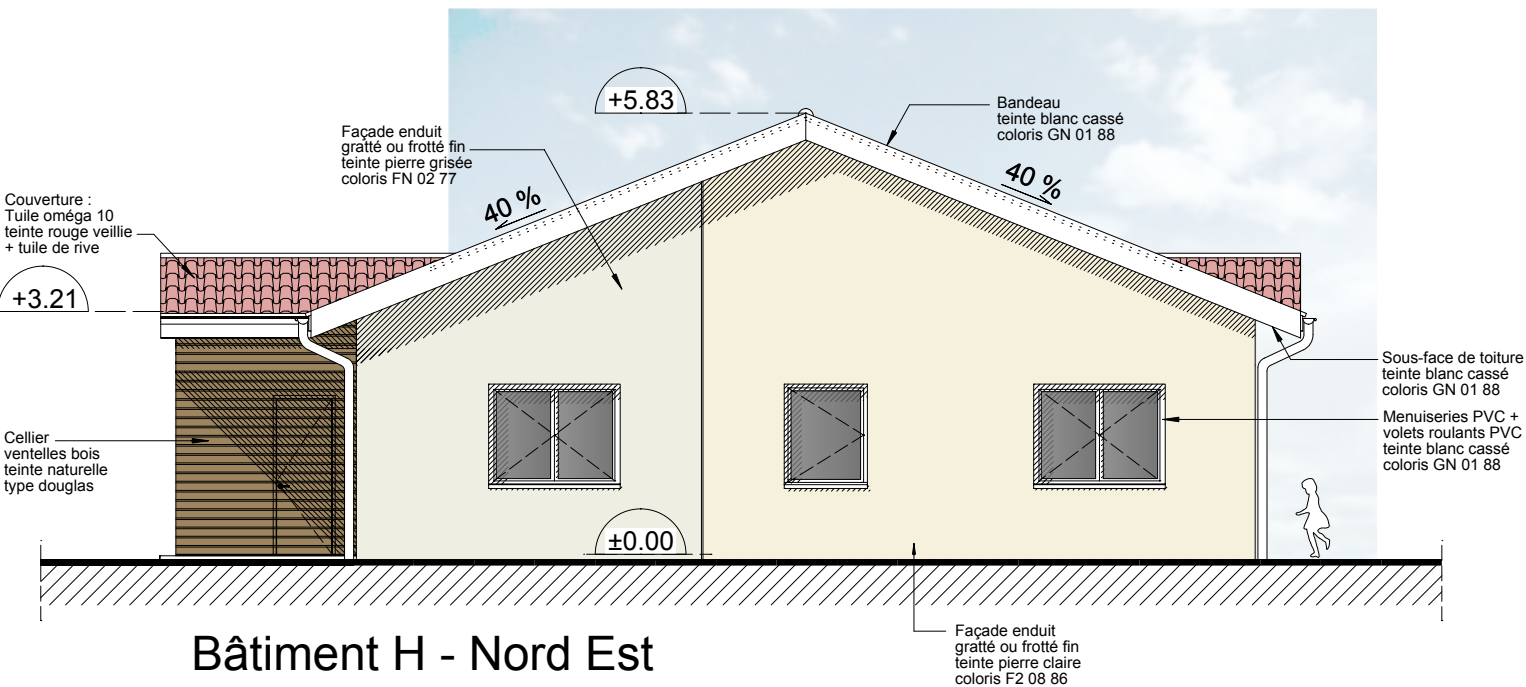 +5.83
Bandeau
teinte blanc cassé
coloris GN 01 88
Façade enduit
gratté ou frotté fin
teinte pierre grisée
coloris FN 02 77
40 %
40 %
Couverture :
Tuile oméga 10
teinte rouge veillie
+ tuile de rive
+3.21
Sous-face de toiture
teinte blanc cassé
coloris GN 01 88
Menuiseries PVC +
volets roulants PVC
teinte blanc cassé
coloris GN 01 88
Cellier
ventelles bois
teinte naturelle
type douglas
±0.00
Façade enduit
gratté ou frotté fin
teinte pierre claire
coloris F2 08 86
Bâtiment H - Nord Est